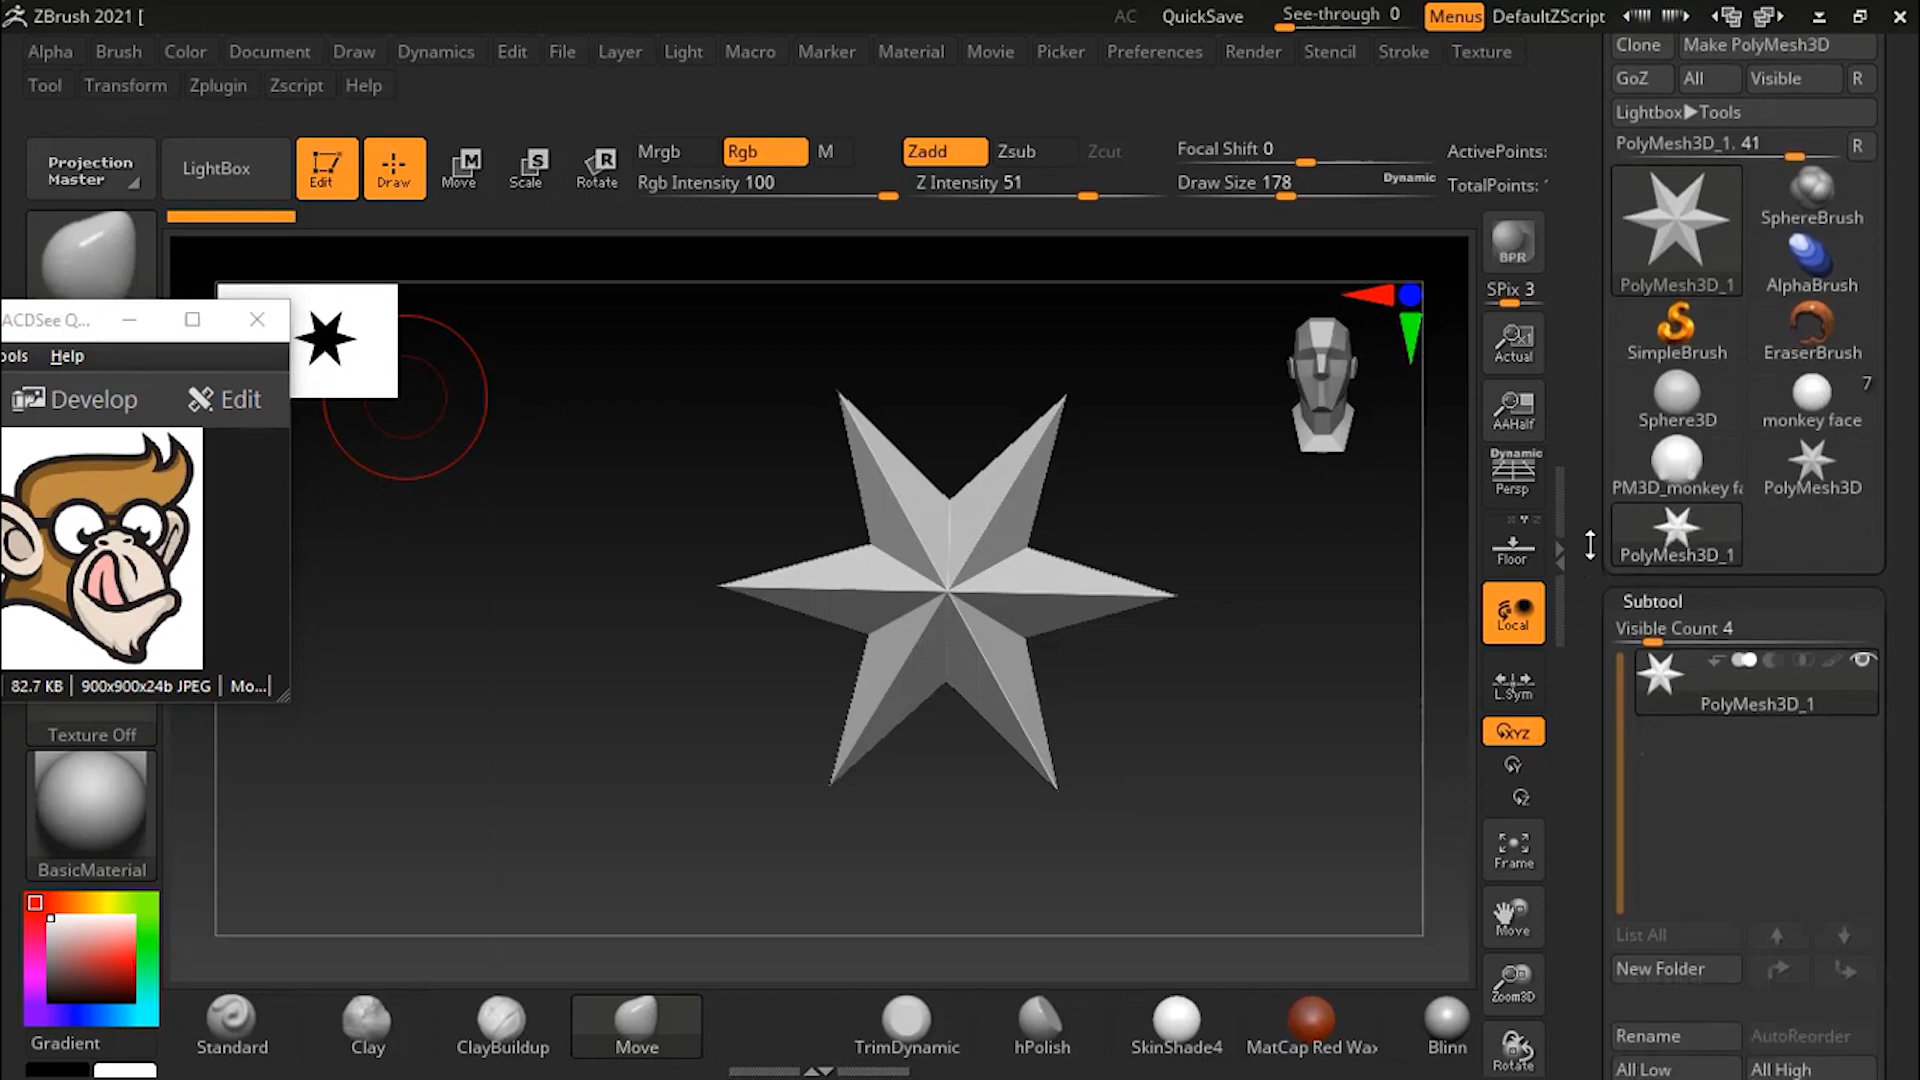 ZBrush 2021 [
AC
QuickSave
See-through 0
Menus
DefaultZScript
Alpha Brush Color Document Draw Dynamics Edit File Layer Light Macro Marker Material Movie Picker Preferences Render Stencil Stroke Texture
Tool Transform Zplugin Zscript Help
Projection
Master
LightBox
Edit
Draw
Move
Scale
Rotate
Mrgb
Rgb
M
Rgb Intensity 100
Zadd
Zsub
Zcut
Z Intensity 51
Focal Shift 0
Draw Size 178
Dynamic
ActivePoints:
TotalPoints:
ACDSee Q...
ools Help
Develop
Edit
82.7 KB
900x900x24b JPEG
Mo...
Texture Off
BasicMaterial
Gradient
M
S
R
BPR
SPix 3
Actual
AAHalf
Dynamic
Persp
Floor
Local
L.Sym
XYZ
Y
Z
Frame
Move
Zoom3D
Rotate
Clone
Make PolyMesh3D
GoZ
All
Visible
R
Lightbox▶Tools
PolyMesh3D_1. 41
R
PolyMesh3D_1
SphereBrush
AlphaBrush
SimpleBrush
EraserBrush
Sphere3D
7
monkey face
PM3D_monkey fa
PolyMesh3D
PolyMesh3D_1
Subtool
Visible Count 4
PolyMesh3D_1
List All
New Folder
Rename
AutoReorder
All Low
All High
Standard
Clay
ClayBuildup
Move
TrimDynamic
hPolish
SkinShade4
MatCap Red Wax
Blinn